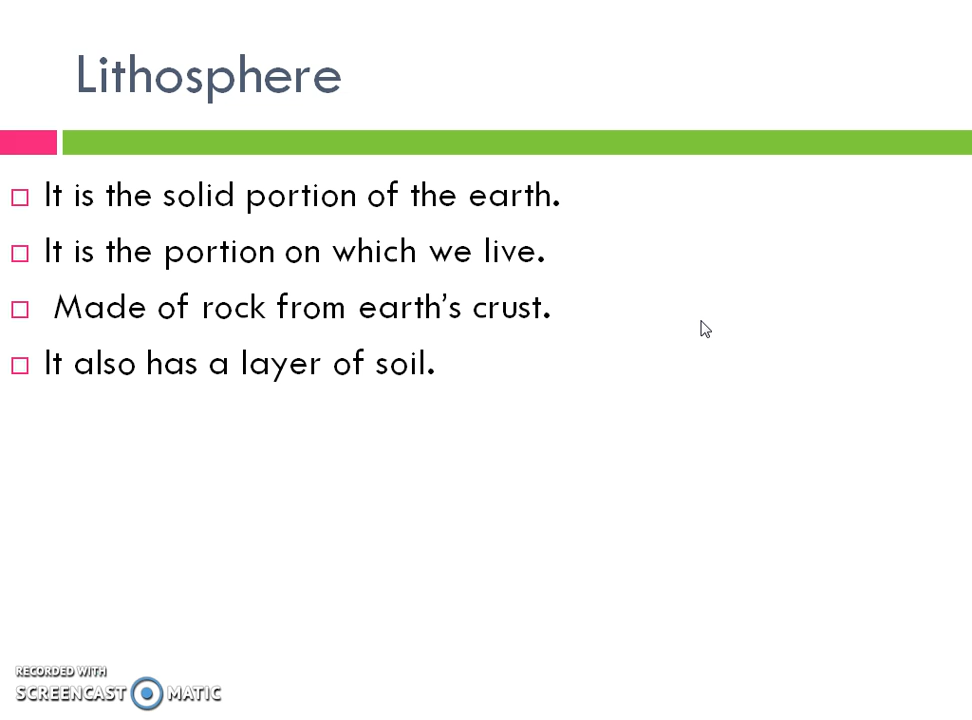 Lithosphere
It is the solid portion of the earth.
It is the portion on which we live.
Made of rock from earth's crust.
It also has a layer of soil.
RECORDED WITH
SCREENCAST MATIC